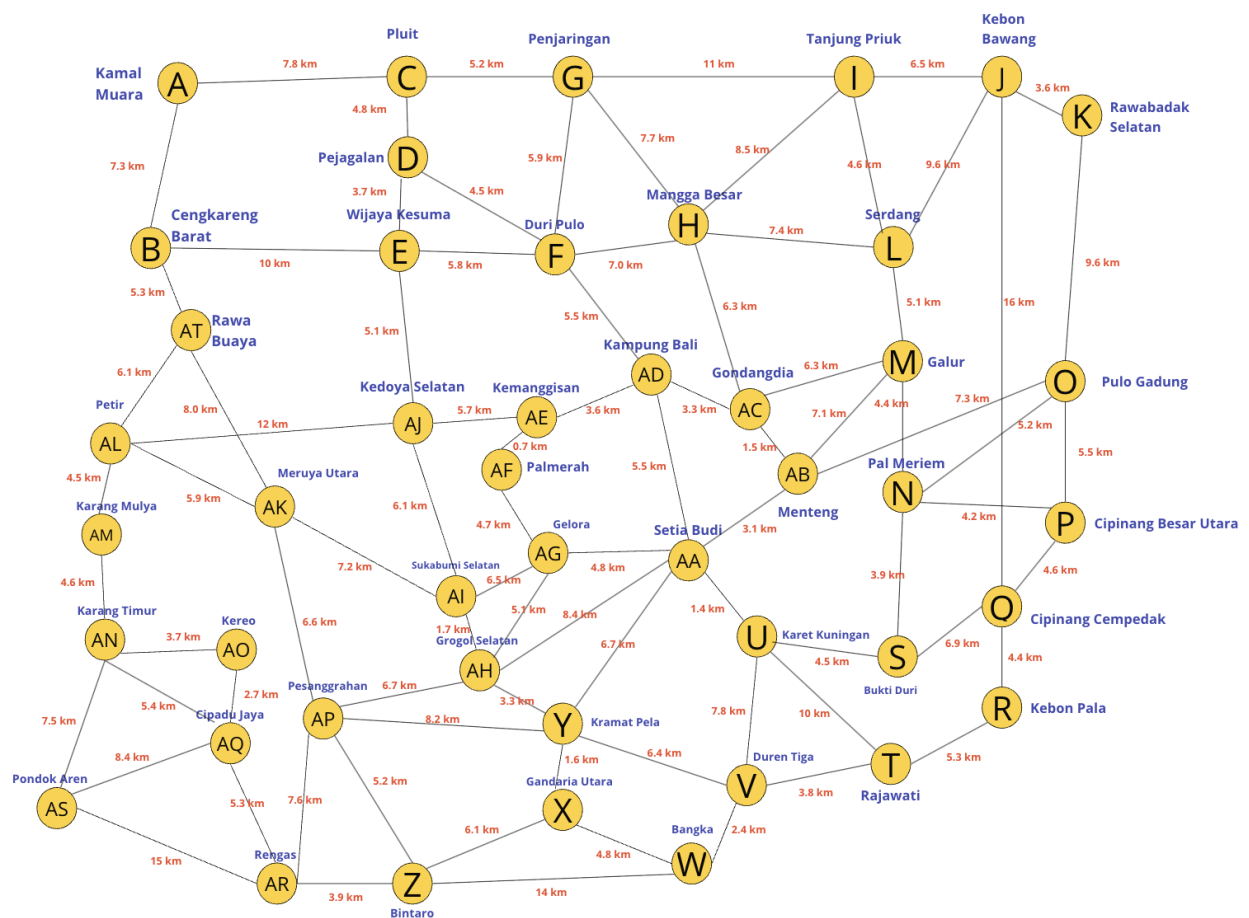 Kebon
Bawang
Pluit
Penjaringan
Tanjung Priuk
Kamal
Muara
A
7.8 km
C
5.2 km
G
11 km
I
6.5 km
J
3.6 km
K
Rawabadak
Selatan
4.8 km
7.3 km
Pejagalan
D
5.9 km
7.7 km
8.5 km
4.6 km
9.6 km
3.7 km
4.5 km
Mangga Besar
Cengkareng
Barat
Wijaya Kesuma
Duri Pulo
Serdang
B
10 km
E
5.8 km
F
7.0 km
H
7.4 km
L
9.6 km
5.3 km
5.1 km
5.5 km
6.3 km
5.1 km
16 km
AT
Rawa
Buaya
Kampung Bali
6.1 km
8.0 km
Kedoya Selatan
Kemanggisan
AD
Gondangdia
6.3 km
M
Galur
O
Pulo Gadung
Petir
AL
12 km
AJ
5.7 km
AE
3.6 km
3.3 km
AC
7.1 km
4.4 km
7.3 km
5.2 km
0.7 km
1.5 km
4.5 km
5.9 km
Meruya Utara
AF
Palmerah
5.5 km
AB
Pal Meriem
5.5 km
Karang Mulya
AK
6.1 km
4.7 km
Gelora
Setia Budi
Menteng
3.1 km
N
4.2 km
P
Cipinang Besar Utara
AM
4.6 km
7.2 km
Sukabumi Selatan
AG
6.5 km
4.8 km
AA
3.9 km
4.6 km
AI
Karang Timur
Kereo
5.1 km
8.4 km
1.4 km
Q
Cipinang Cempedak
AN
3.7 km
AO
6.6 km
1.7 km
Grogol Selatan
6.7 km
U
Karet Kuningan
4.5 km
S
6.9 km
4.4 km
2.7 km
Pesanggrahan
6.7 km
AH
3.3 km
Bukti Duri
7.5 km
5.4 km
Cipadu Jaya
AP
8.2 km
Y
Kramat Pela
7.8 km
10 km
R
Kebon Pala
8.4 km
AQ
1.6 km
6.4 km
Duren Tiga
5.3 km
Pondok Aren
5.2 km
Gandaria Utara
V
3.8 km
T
Rajawati
AS
5.3 km
7.6 km
6.1 km
X
Bangka
2.4 km
15 km
Rengas
4.8 km
W
AR
3.9 km
Z
14 km
Bintaro